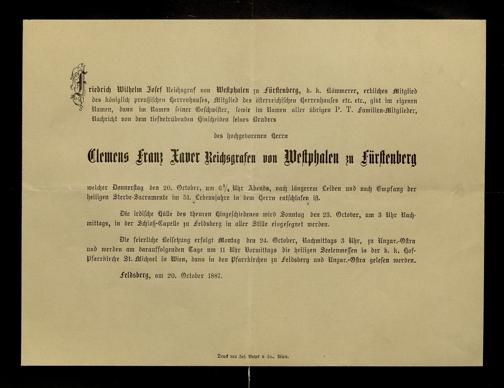 Friedrich Wilhelm Josef Reichsgraf von Westphalen zu Fürstenberg, k. k. Kämmerer, erbliches Mitglied
des königlich preußischen Herrenhauses, Mitglied des österreichischen Herrenhauses etc. etc., gibt im eigenen
Namen, dann im Namen seiner Geschwister, sowie im Namen aller übrigen P. T. Familien-Mitglieder,
Nachricht von dem tiefbetrübenden Hinscheiden seines Bruders
des hochgeborenen Herrn
Clemens Franz Xaver Reichsgrafen von Westphalen zu Fürstenberg
welcher Donnerstag den 20. October, um 6¾ Uhr Abends, nach längerem Leiden und nach Empfang der
heiligen Sterbe-Sacramente im 51. Lebensjahre in dem Herrn entschlafen ist.
Die irdische Hülle des theuren Hingeschiedenen wird Sonntag den 23. October, um 3 Uhr Nach-
mittags, in der Schloß-Capelle zu Feldsberg in aller Stille eingesegnet werden.
Die feierliche Beisetzung erfolgt Montag den 24. October, Nachmittags 3 Uhr, zu Ungar.-Ostra
und werden am darauffolgenden Tage um 11 Uhr Vormittags die heiligen Seelenmessen in der k. k. Hof-
Pfarrkirche St. Michael in Wien, dann in den Pfarrkirchen zu Feldsberg und Ungar.-Ostra gelesen werden.
Feldsberg, am 20. October 1887.
Druck von Jos. & Co., Wien.